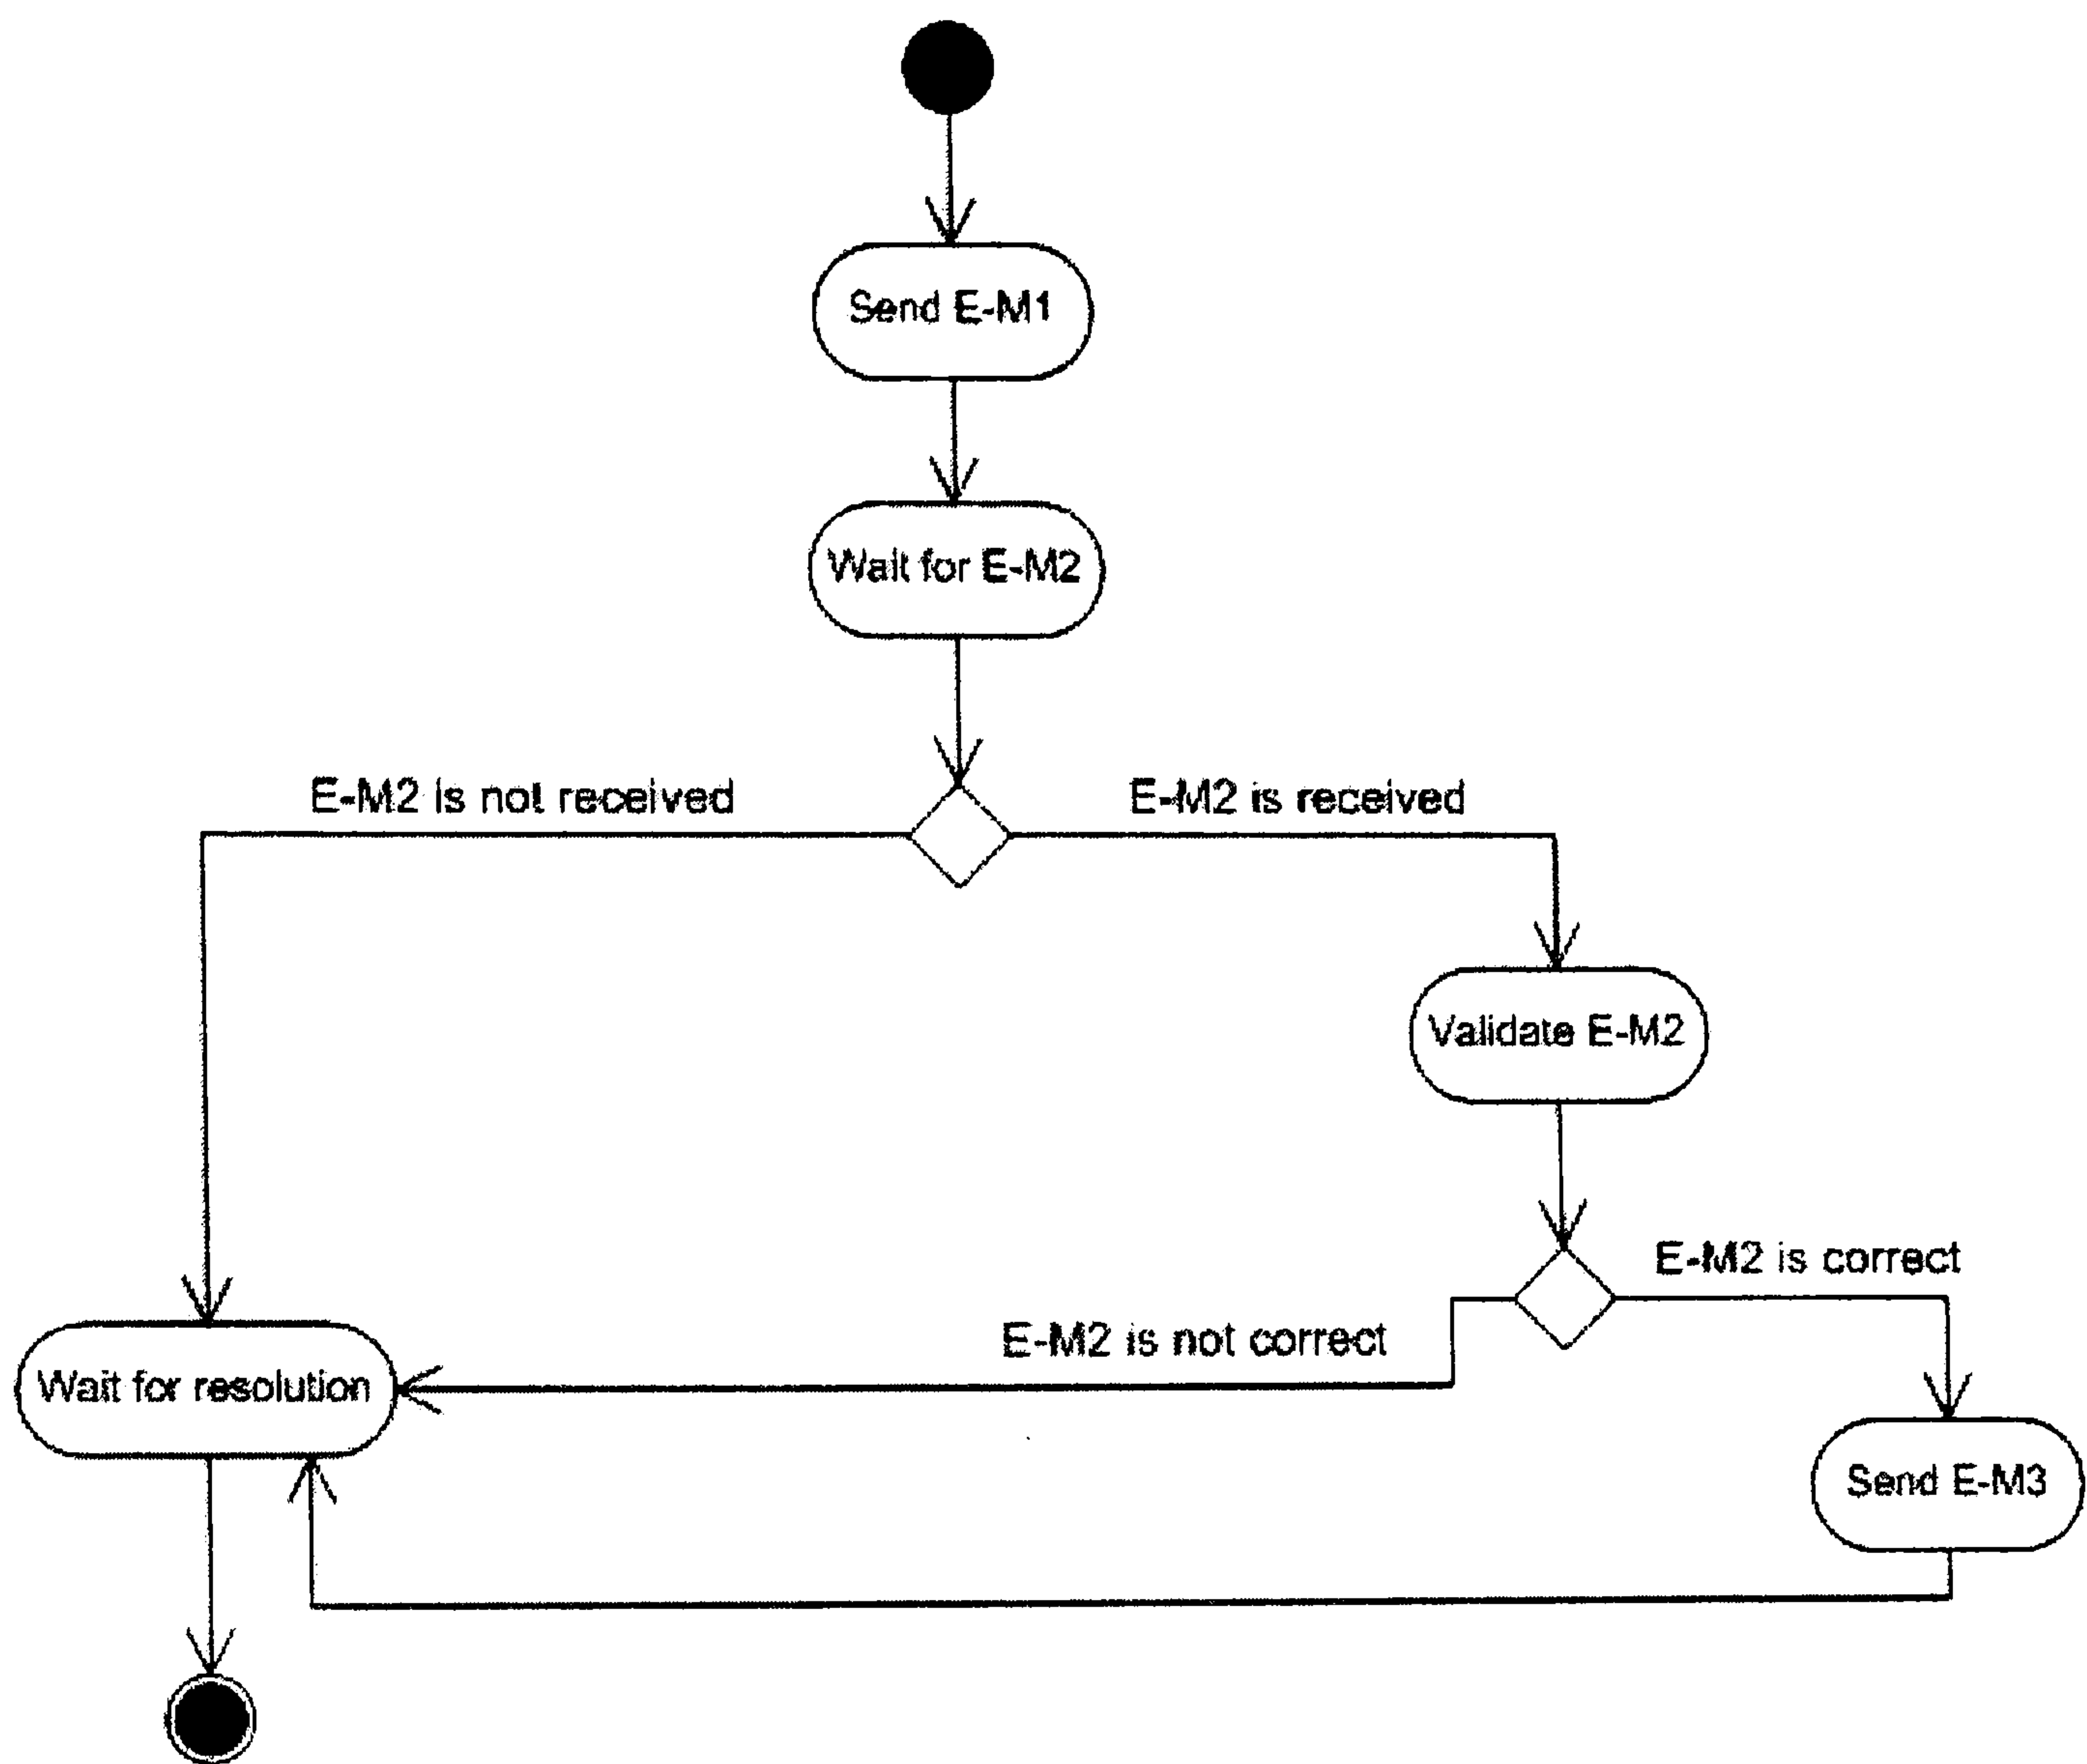 Send E-M1
Wait for E-M2
E-M2 is not received
E-M2 is received
Validate E-M2
E-M2 is correct
E-M2 is not correct
Wait for resolution
Send E-M3